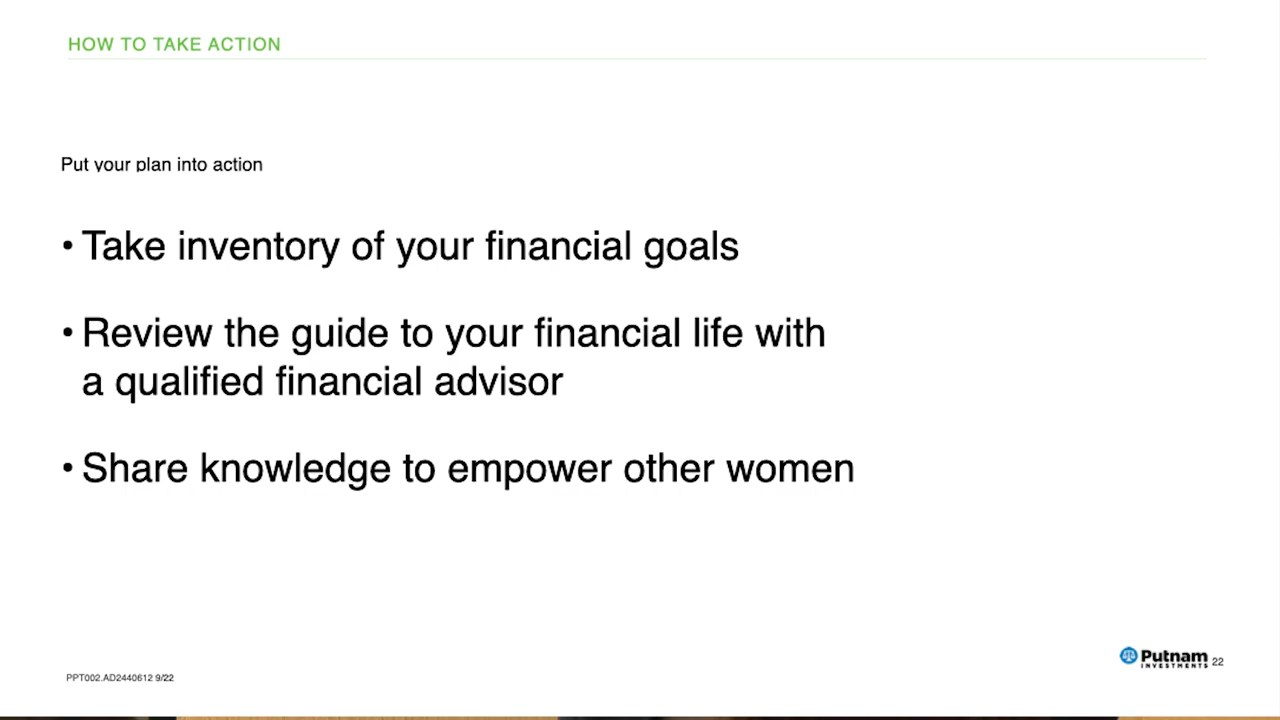 HOW TO TAKE ACTION
Put your plan into action
• Take inventory of your financial goals
• Review the guide to your financial life with
a qualified financial advisor
• Share knowledge to empower other women
Putnam
INVESTMENTS
22
PPT002.AD2440612 9/22